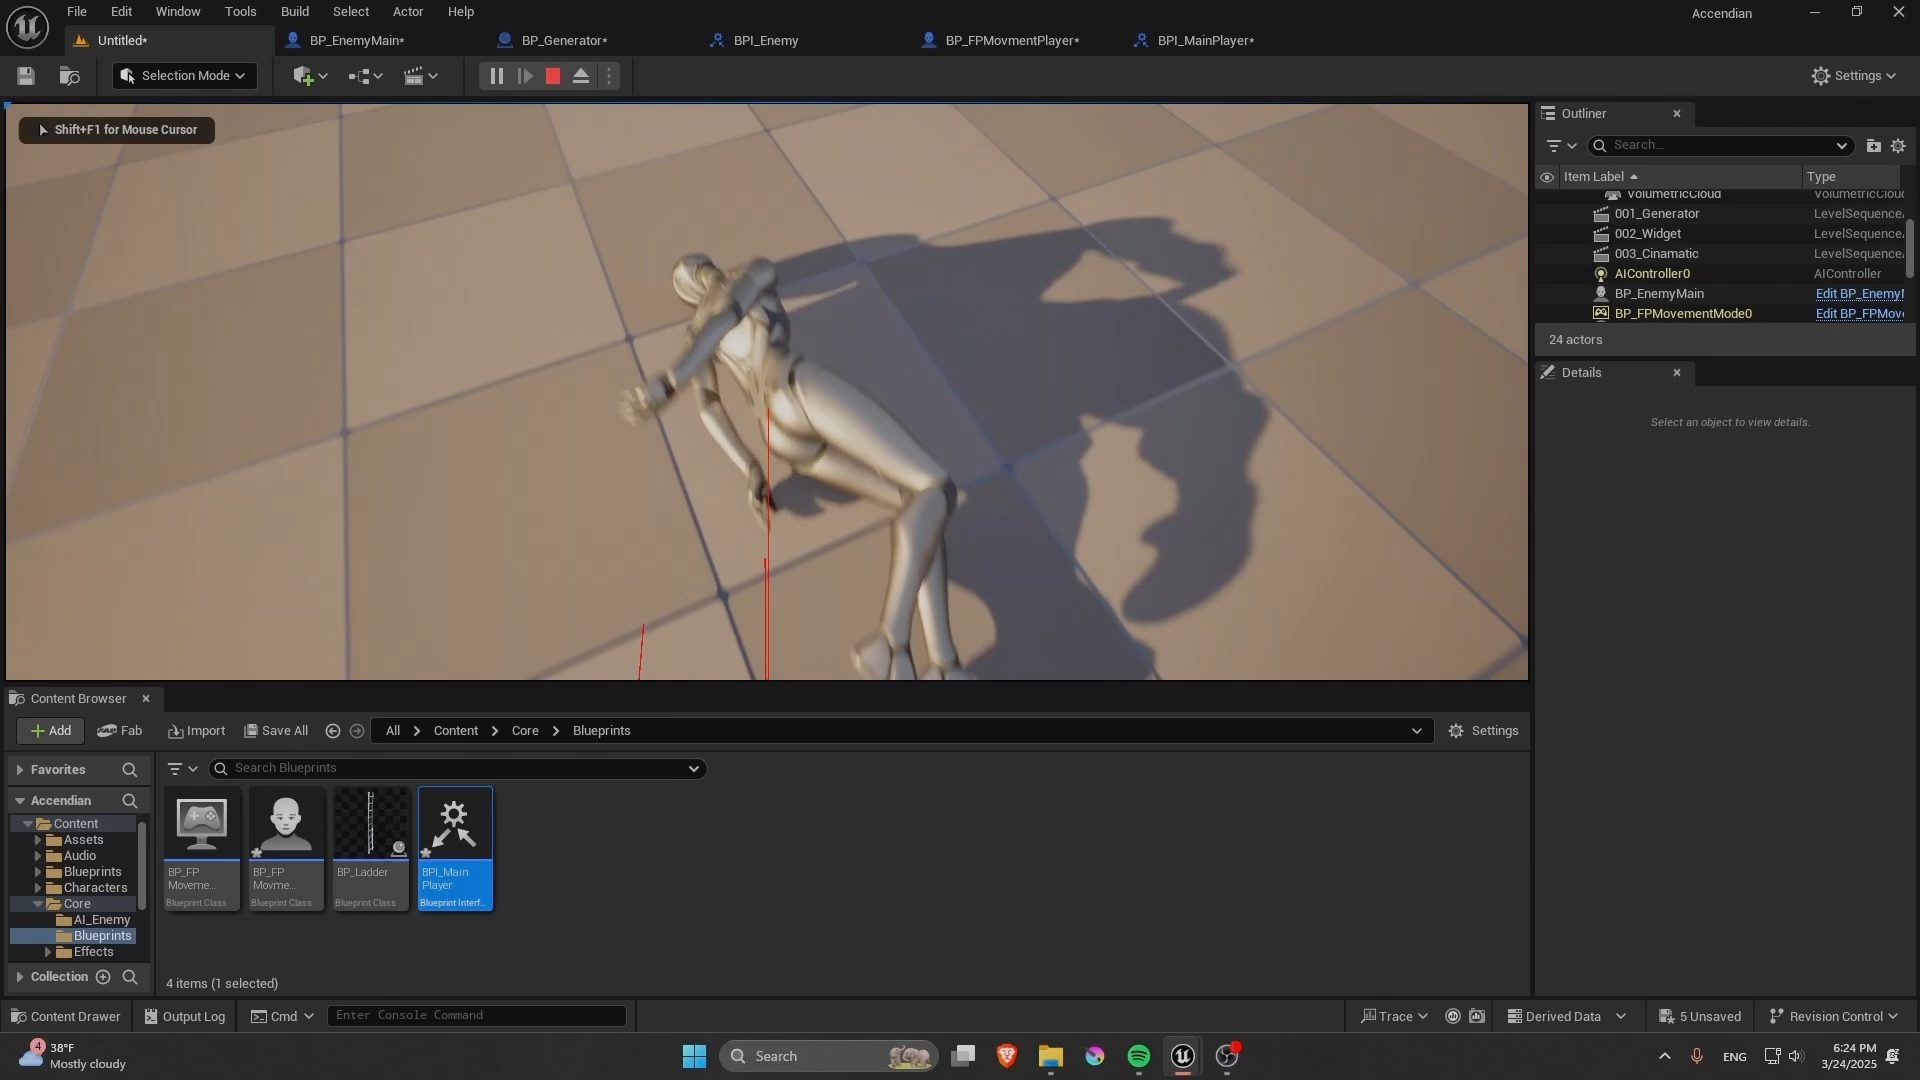 File Edit Window Tools Build Select Actor Help
Accendian
Untitled*
BP_EnemyMain*
BP_Generator*
BPI_Enemy
BP_FPMovmentPlayer*
BPI_MainPlayer*
Selection Mode
Settings
Shift+F1 for Mouse Cursor
Outliner
Search...
Item Label
Type
VolumetricCloud VolumetricClou
001_Generator LevelSequence
002_Widget LevelSequence
003_Cinamatic LevelSequence
AIController0 AIController
BP_EnemyMain Edit BP_Enemy
BP_FPMovementMode0 Edit BP_FPMov
24 actors
Details
Select an object to view details.
Content Browser
Add
Fab
Import
Save All
All
Content
Core
Blueprints
Settings
Favorites
Search Blueprints
Accendian
Content
Assets
Audio
Blueprints
Characters
Core
AI_Enemy
Blueprints
Effects
Collection
BP_FP
Moveme...
Blueprint Class
BP_FP
Movme...
Blueprint Class
BP_Ladder
Blueprint Class
BPI_Main
Player
Blueprint Interf...
4 items (1 selected)
Content Drawer
Output Log
Cmd
Enter Console Command
Trace
Derived Data
5 Unsaved
Revision Control
4
38°F
Mostly cloudy
Search
ENG
6:24 PM
3/24/2025